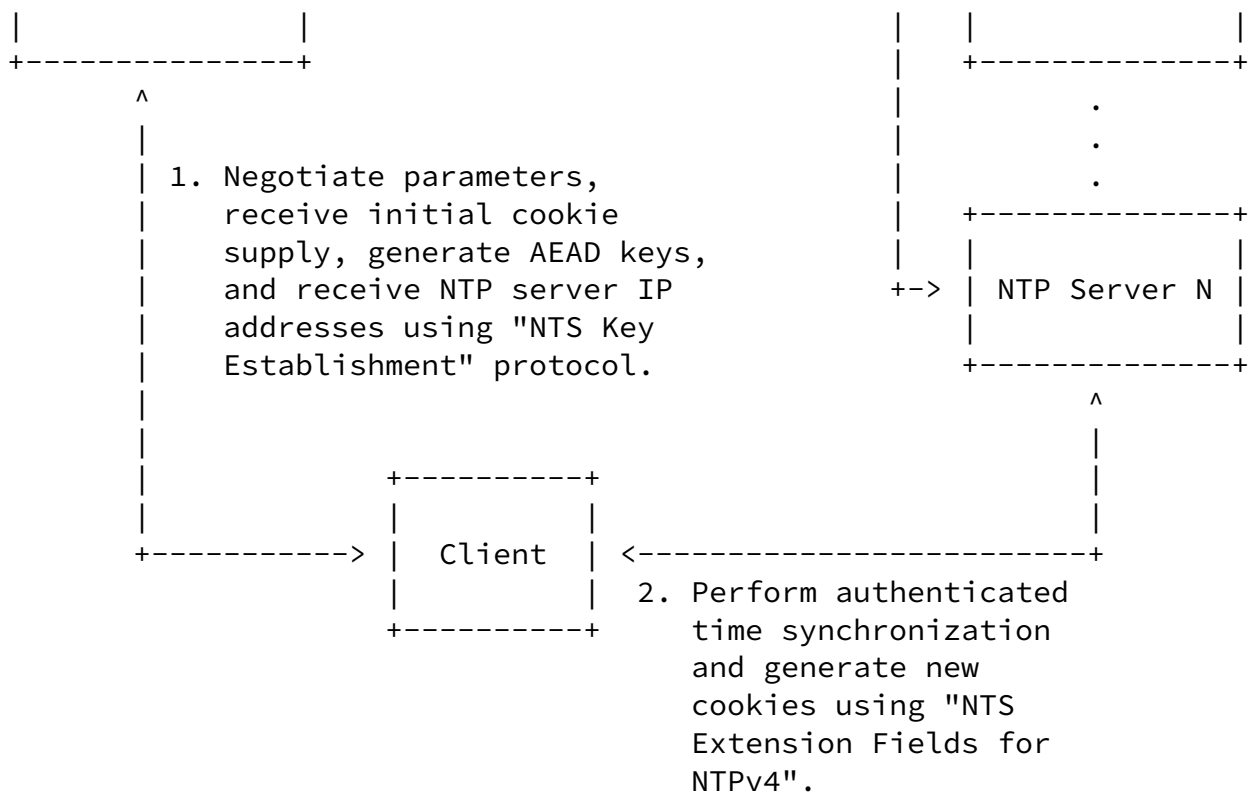 1. Negotiate parameters,
receive initial cookie
supply, generate AEAD keys,
and receive NTP server IP
addresses using "NTS Key
Establishment" protocol.
NTP Server N
Client
2. Perform authenticated
time synchronization
and generate new
cookies using "NTS
Extension Fields for
NTPv4".